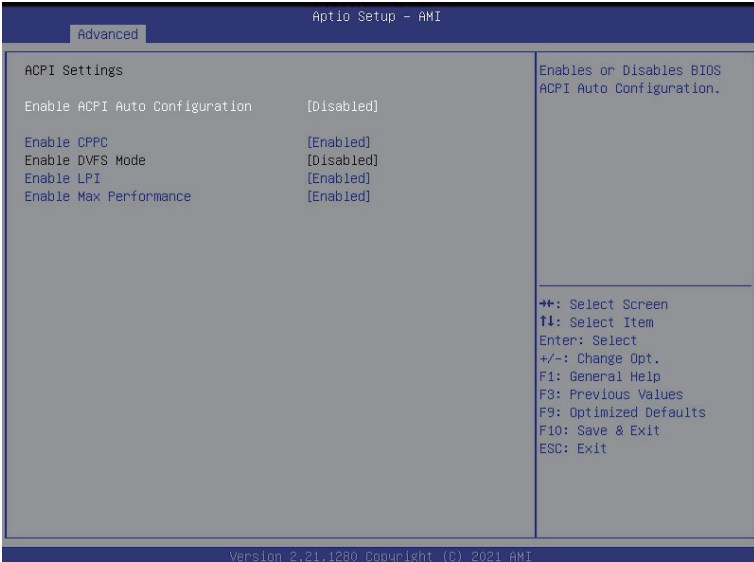 Aptio Setup – AMI
Advanced
ACPI Settings
Enable ACPI Auto Configuration [Disabled]
Enable CPPC [Enabled]
Enable DVFS Mode [Disabled]
Enable LPI [Enabled]
Enable Max Performance [Enabled]
Enables or Disables BIOS
ACPI Auto Configuration.
→←: Select Screen
↑↓: Select Item
Enter: Select
+/-: Change Opt.
F1: General Help
F3: Previous Values
F9: Optimized Defaults
F10: Save & Exit
ESC: Exit
Version 2.21.1280 Copyright (C) 2021 AMI